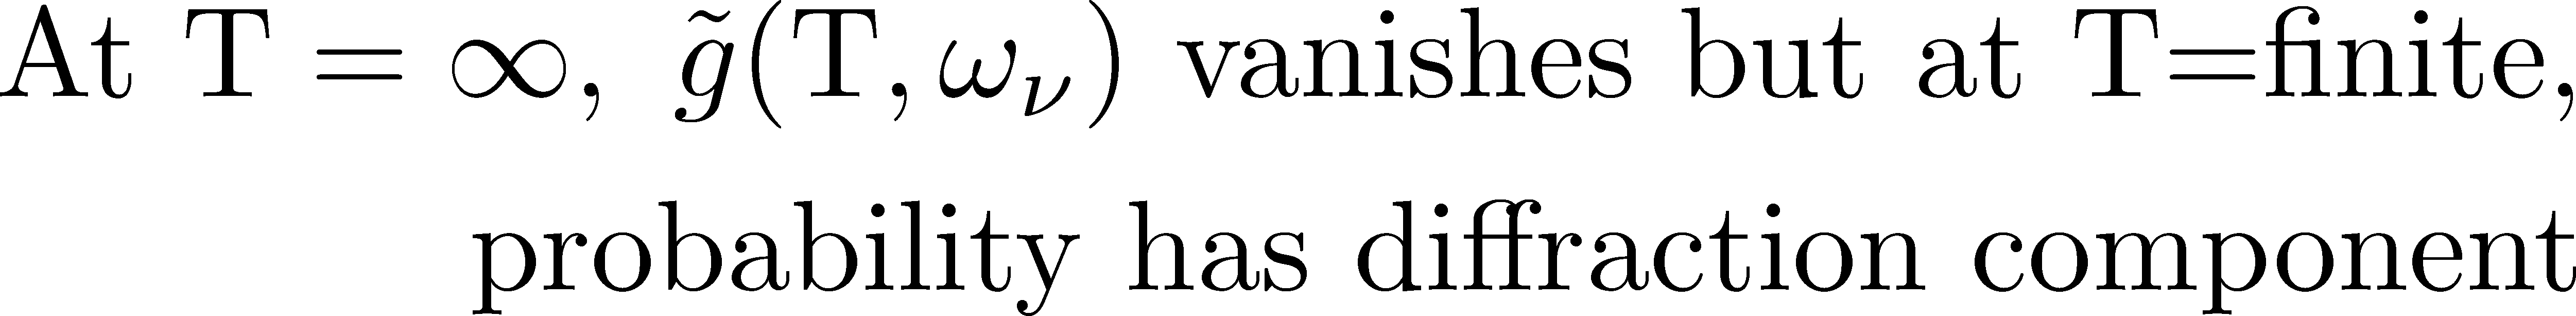 At T = ∞, g̃(T, ω_ν) vanishes but at T=finite,
probability has diffraction component